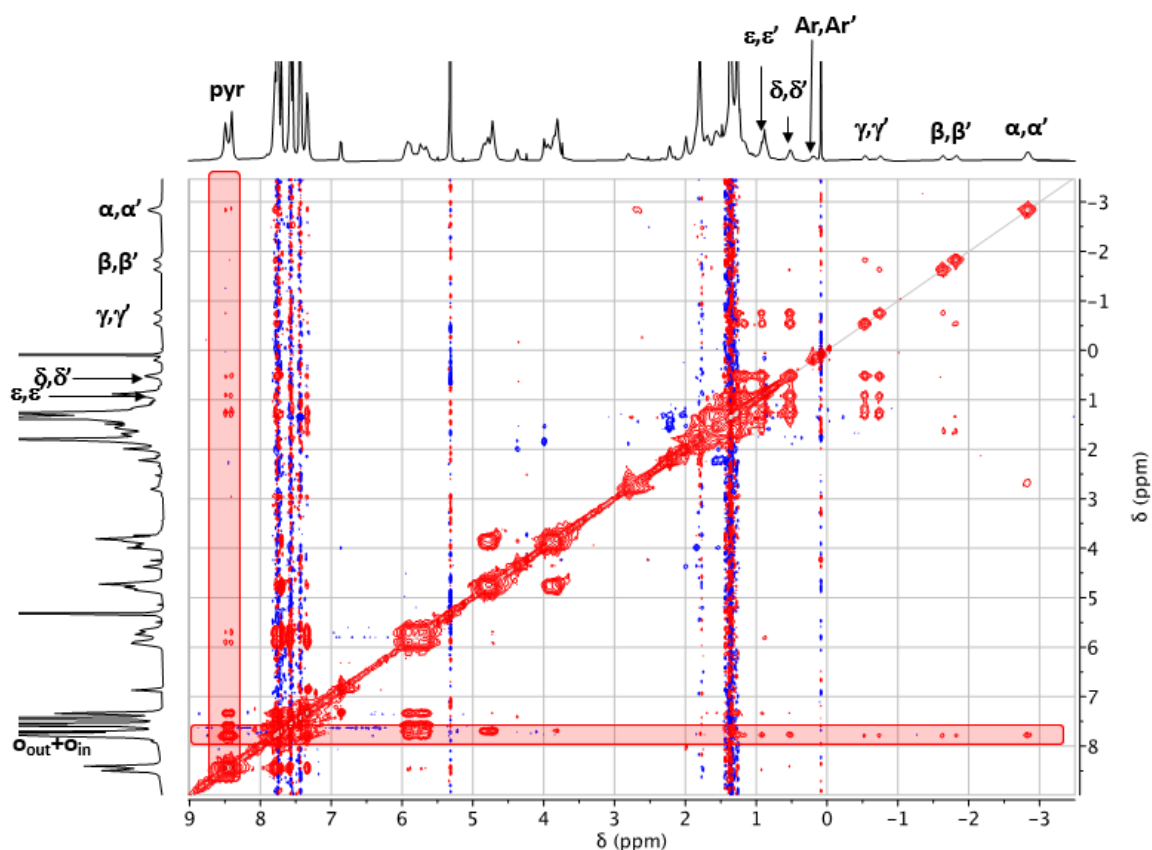 Ar,Ar’
ε,ε’
δ,δ’
pyr
γ,γ’
β,β’
α,α’
α,α’
β,β’
γ,γ’
δ,δ’
ε,ε’
o_out+o_in
-3
-2
-1
0
1
2
3
4
5
6
7
8
δ (ppm)
9 8 7 6 5 4 3 2 1 0 -1 -2 -3
δ (ppm)